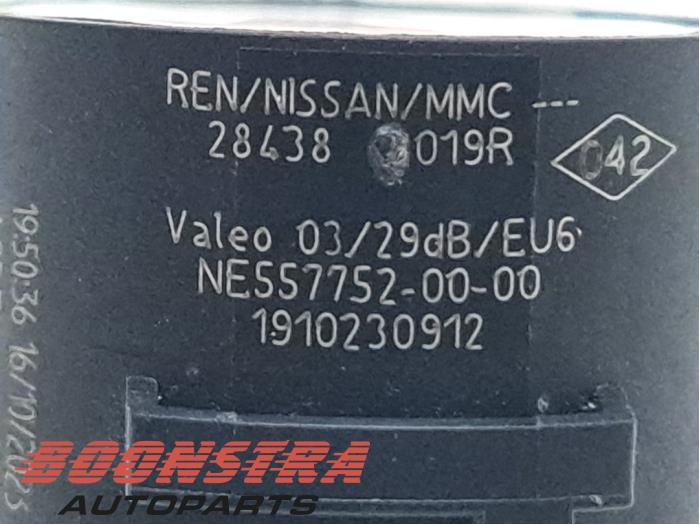 REN/NISSAN/MMC ---
28438 019R
042
Valeo 03/29dB/EU6
NE557752-00-00
1910230912
19:50:36 16/10/2023
BOONSTRA
AUTOPARTS